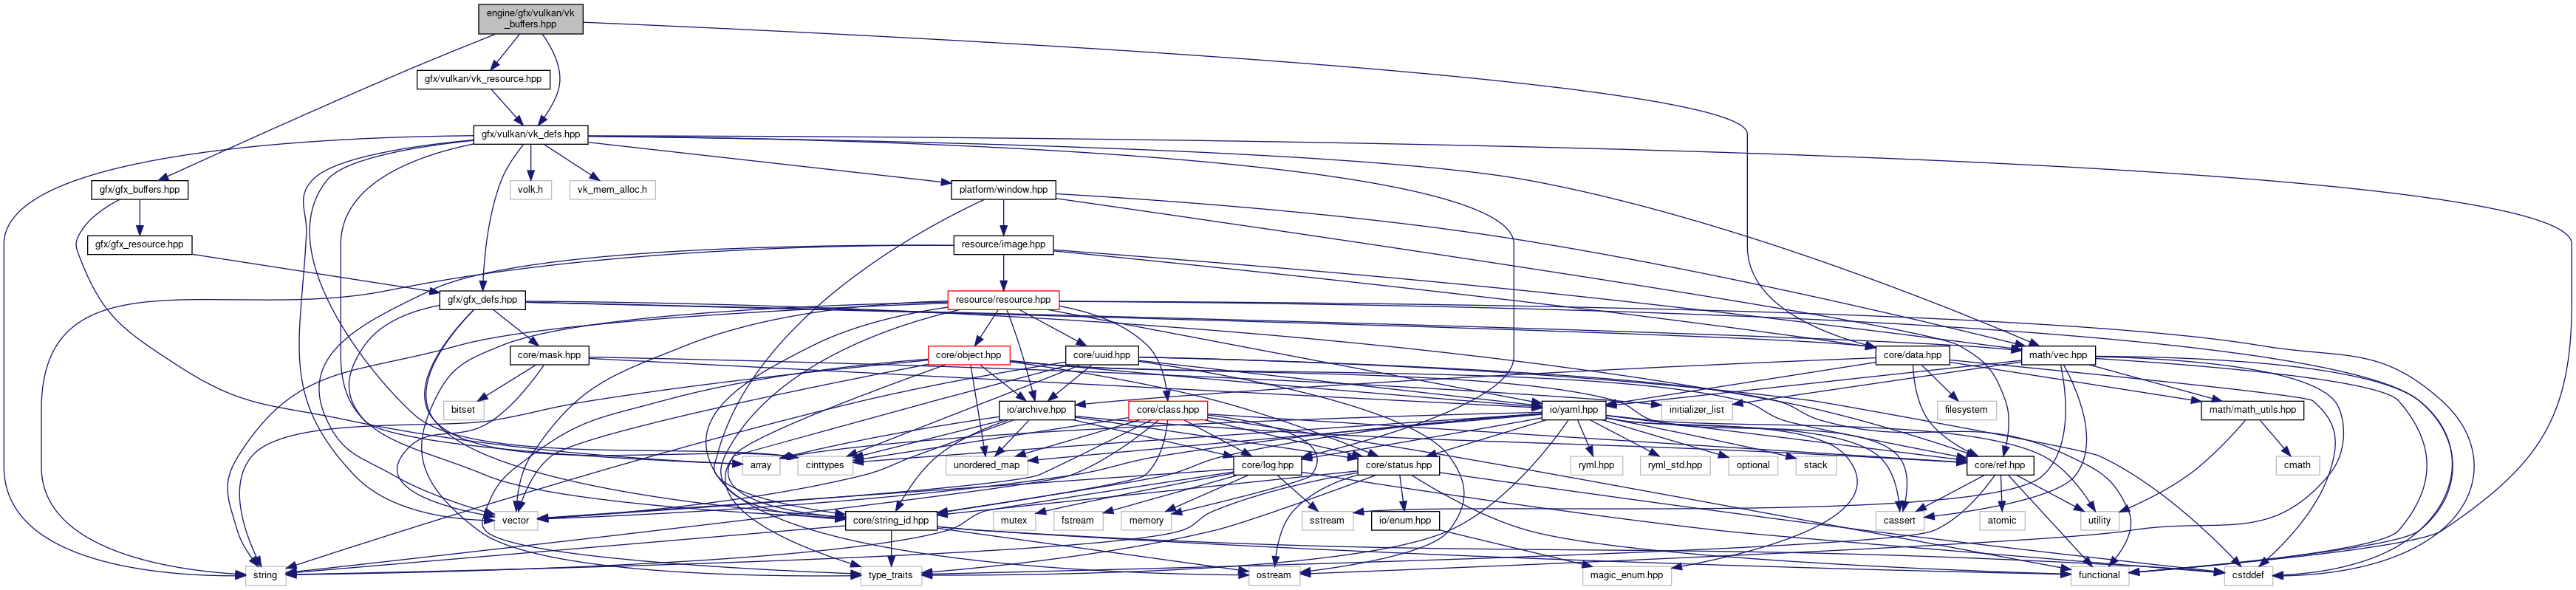 engine/gfx/vulkan/vk
_buffers.hpp
gfx/vulkan/vk_resource.hpp
gfx/vulkan/vk_defs.hpp
gfx/gfx_buffers.hpp
volk.h
vk_mem_alloc.h
platform/window.hpp
gfx/gfx_resource.hpp
resource/image.hpp
gfx/gfx_defs.hpp
resource/resource.hpp
core/mask.hpp
core/object.hpp
core/uuid.hpp
core/data.hpp
math/vec.hpp
bitset
io/archive.hpp
core/class.hpp
io/yaml.hpp
initializer_list
filesystem
math/math_utils.hpp
array
cinttypes
unordered_map
core/log.hpp
core/status.hpp
ryml.hpp
ryml_std.hpp
optional
stack
core/ref.hpp
cmath
vector
core/string_id.hpp
mutex
fstream
memory
sstream
io/enum.hpp
cassert
atomic
utility
string
type_traits
ostream
magic_enum.hpp
functional
cstddef